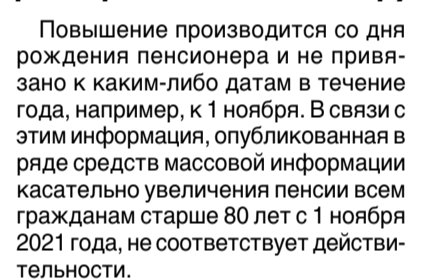 Повышение производится со дня
рождения пенсионера и не привя-
зано к каким-либо датам в течение
года, например, к 1 ноября. В связи с
этим информация, опубликованная в
ряде средств массовой информации
касательно увеличения пенсии всем
гражданам старше 80 лет с 1 ноября
2021 года, не соответствует действи-
тельности.